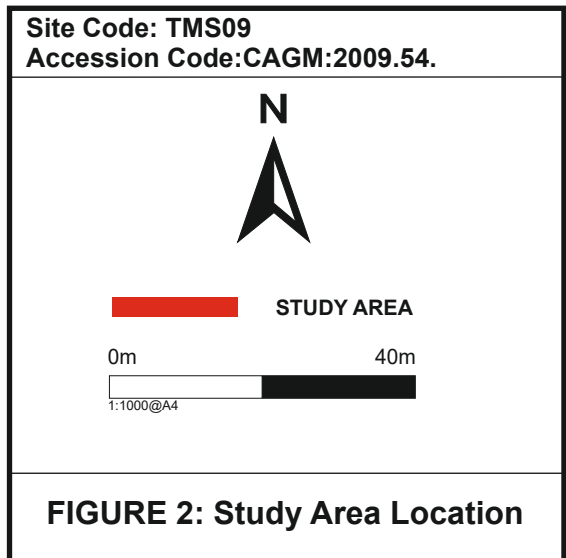 Site Code: TMS09
Accession Code:CAGM:2009.54.
N
STUDY AREA
0m 40m
1:1000@A4
FIGURE 2: Study Area Location